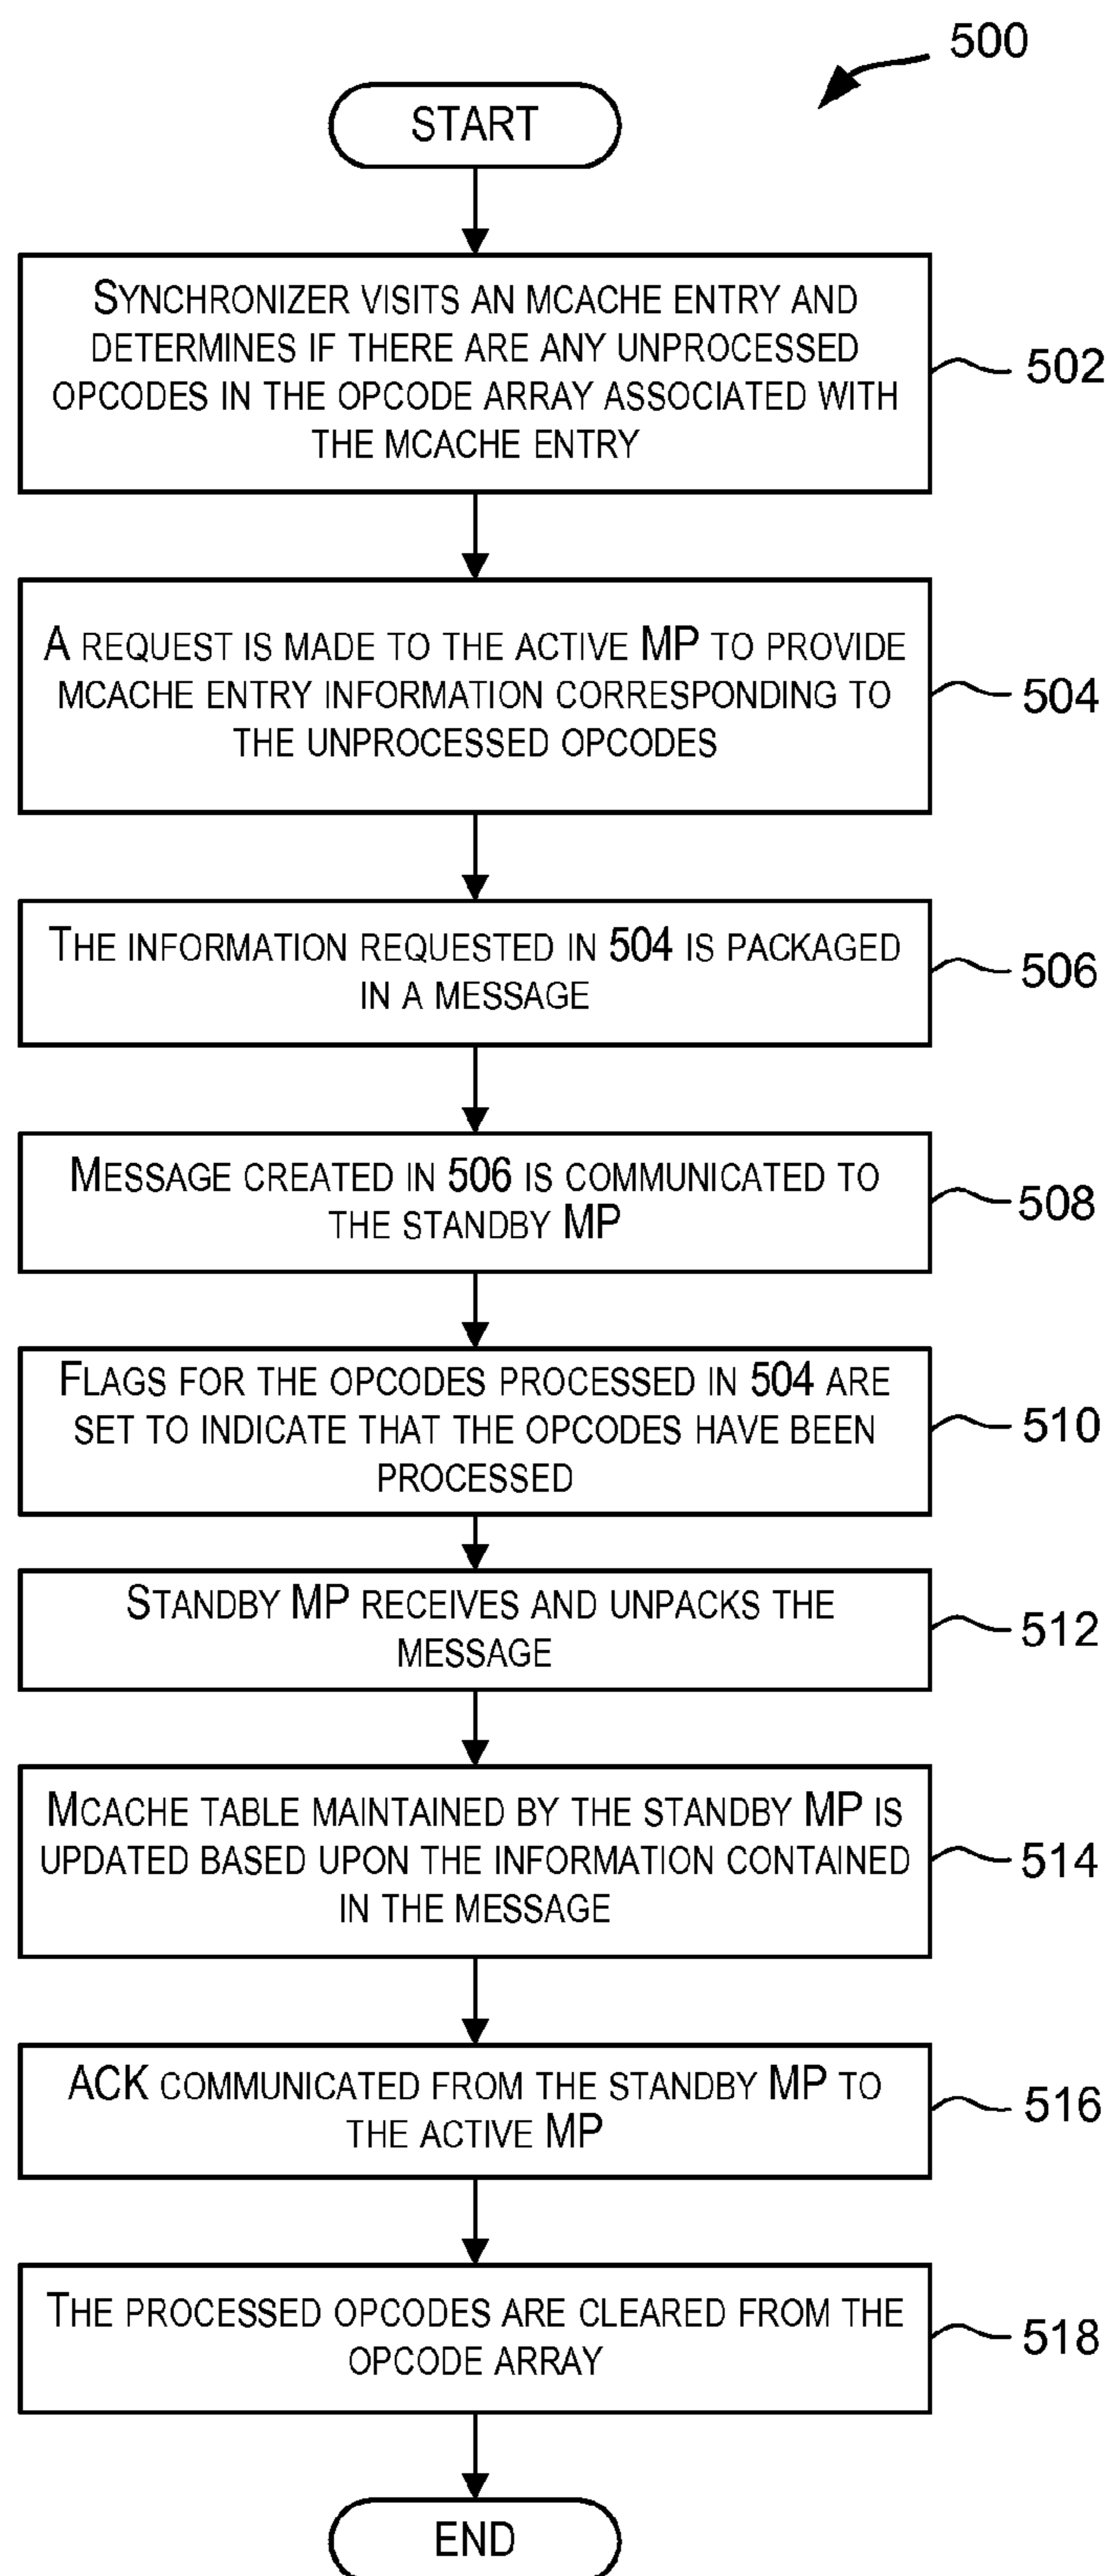 500
START
SYNCHRONIZER VISITS AN MCACHE ENTRY AND
DETERMINES IF THERE ARE ANY UNPROCESSED
OPCODES IN THE OPCODE ARRAY ASSOCIATED WITH
THE MCACHE ENTRY
502
A REQUEST IS MADE TO THE ACTIVE MP TO PROVIDE
MCACHE ENTRY INFORMATION CORRESPONDING TO
THE UNPROCESSED OPCODES
504
THE INFORMATION REQUESTED IN 504 IS PACKAGED
IN A MESSAGE
506
MESSAGE CREATED IN 506 IS COMMUNICATED TO
THE STANDBY MP
508
FLAGS FOR THE OPCODES PROCESSED IN 504 ARE
SET TO INDICATE THAT THE OPCODES HAVE BEEN
PROCESSED
510
STANDBY MP RECEIVES AND UNPACKS THE
MESSAGE
512
MCACHE TABLE MAINTAINED BY THE STANDBY MP IS
UPDATED BASED UPON THE INFORMATION CONTAINED
IN THE MESSAGE
514
ACK COMMUNICATED FROM THE STANDBY MP TO
THE ACTIVE MP
516
THE PROCESSED OPCODES ARE CLEARED FROM THE
OPCODE ARRAY
518
END